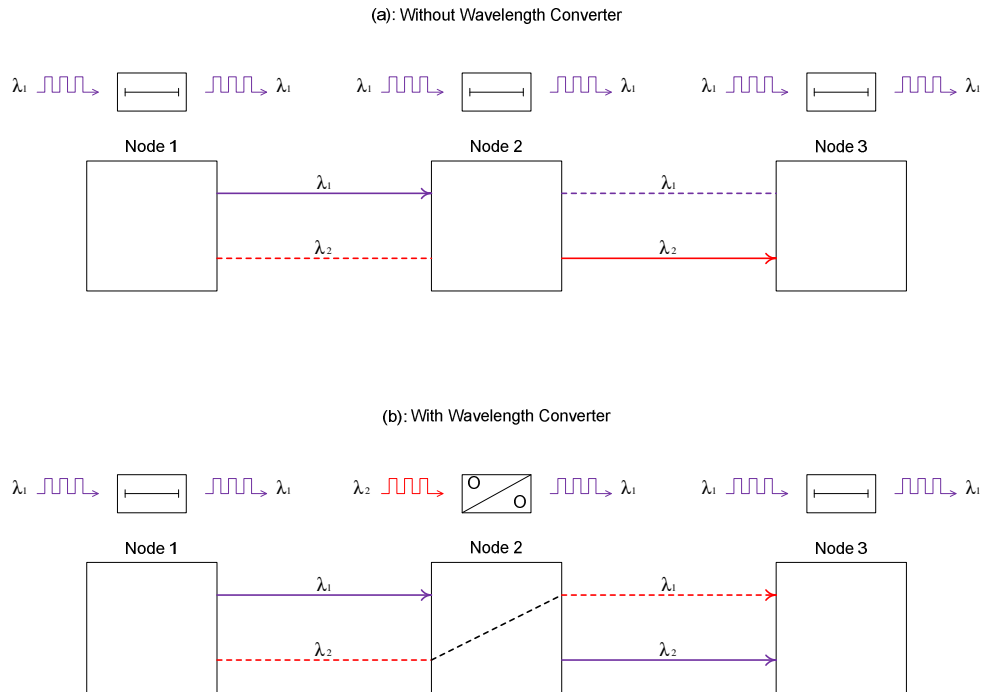 (a): Without Wavelength Converter
λ1 λ1 λ1 λ1 λ1 λ1
Node 1 Node 2 Node 3
λ1 λ1
λ2 λ2
(b): With Wavelength Converter
λ1 λ1 λ2 O O λ1 λ1 λ1
Node 1 Node 2 Node 3
λ1 λ1
λ2 λ2